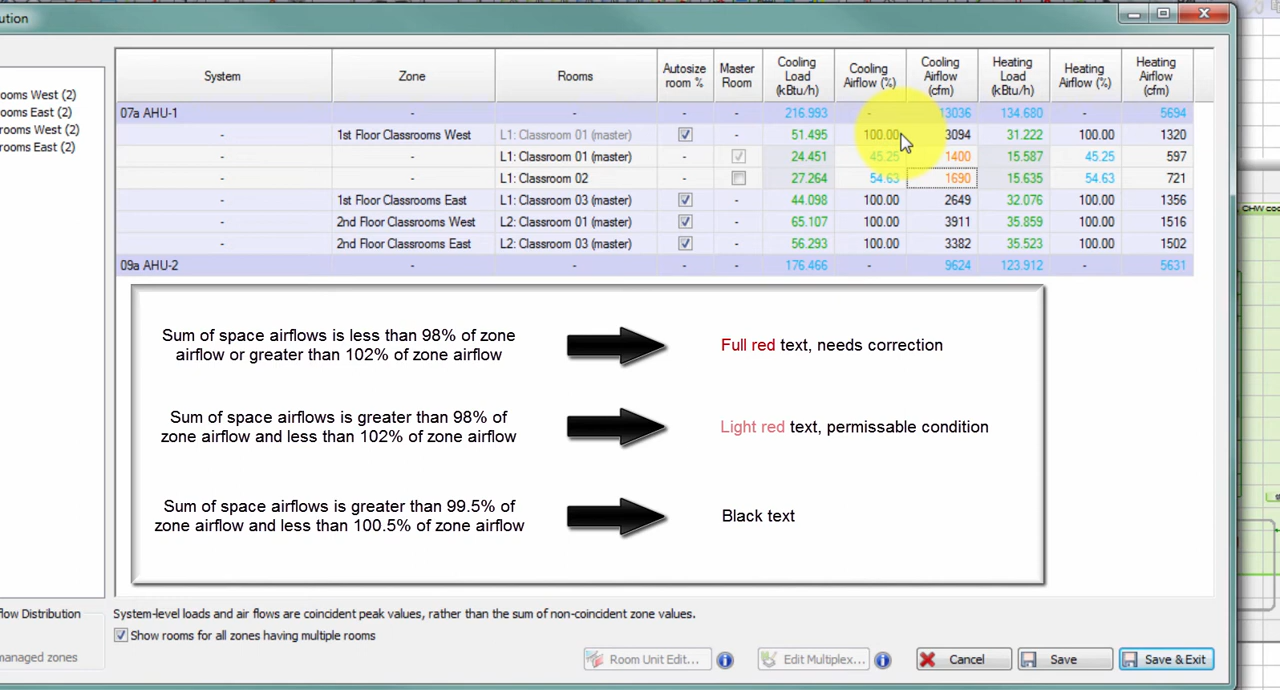 ution
System Zone Rooms Autosize room % Master Room Cooling Load (kBtu/h) Cooling Airflow (%) Cooling Airflow (cfm) Heating Load (kBtu/h) Heating Airflow (%) Heating Airflow (cfm)
07a AHU-1 - - - - 216.993 - 13036 134.680 - 5694
- 1st Floor Classrooms West L1: Classroom 01 (master) - 51.495 100.00 3094 31.222 100.00 1320
- - L1: Classroom 01 (master) - 24.451 45.25 1400 15.587 45.25 597
- - L1: Classroom 02 - 27.264 54.63 1690 15.635 54.63 721
- 1st Floor Classrooms East L1: Classroom 03 (master) - 44.098 100.00 2649 32.076 100.00 1356
- 2nd Floor Classrooms West L2: Classroom 01 (master) - 65.107 100.00 3911 35.859 100.00 1516
- 2nd Floor Classrooms East L2: Classroom 03 (master) - 56.293 100.00 3382 35.523 100.00 1502
09a AHU-2 - - - - 176.466 - 9624 123.912 - 5631
ooms West (2)
ooms East (2)
rooms West (2)
rooms East (2)
CHW coo
Sum of space airflows is less than 98% of zone
airflow or greater than 102% of zone airflow
Full red text, needs correction
Sum of space airflows is greater than 98% of
zone airflow and less than 102% of zone airflow
Light red text, permissable condition
Sum of space airflows is greater than 99.5% of
zone airflow and less than 100.5% of zone airflow
Black text
flow Distribution
System-level loads and air flows are coincident peak values, rather than the sum of non-coincident zone values.
Show rooms for all zones having multiple rooms
managed zones
Room Unit Edit...
Edit Multiplex...
Cancel
Save
Save & Exit